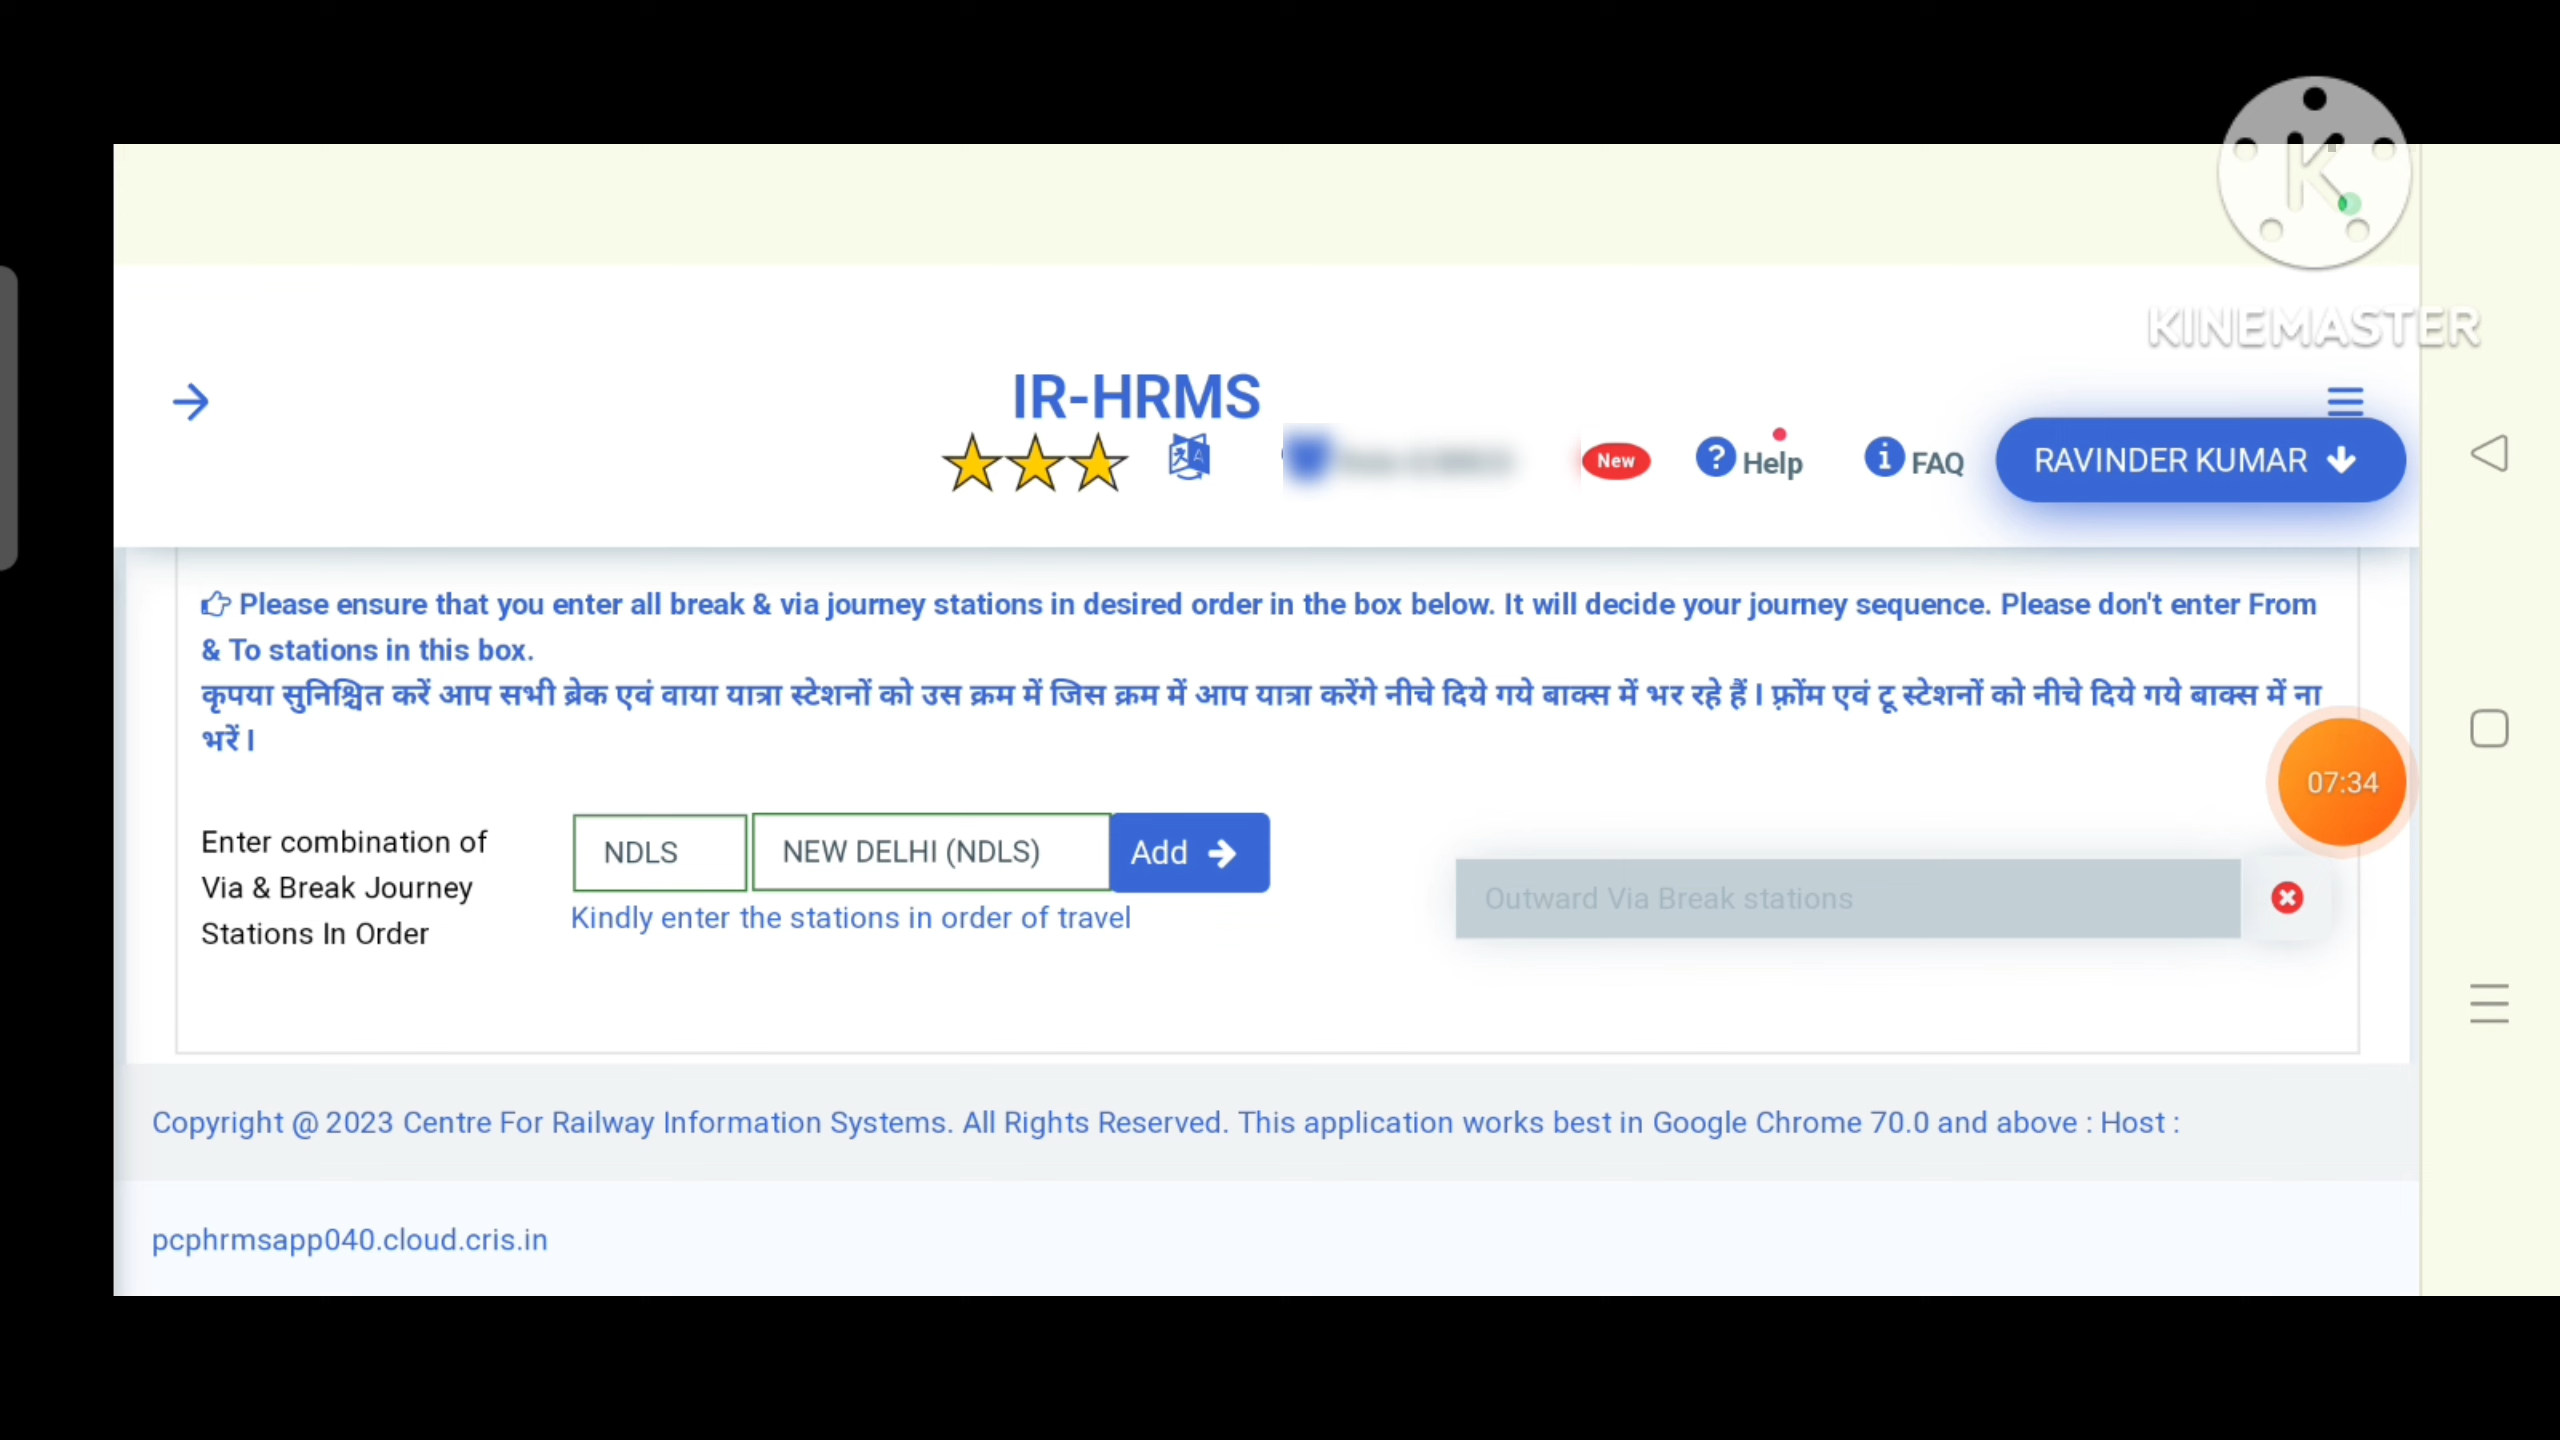 KINEMASTER
IR-HRMS
New
Help
FAQ
RAVINDER KUMAR
Please ensure that you enter all break & via journey stations in desired order in the box below. It will decide your journey sequence. Please don't enter From
& To stations in this box.
कृपया सुनिश्चित करें आप सभी ब्रेक एवं वाया यात्रा स्टेशनों को उस क्रम में जिस क्रम में आप यात्रा करेंगे नीचे दिये गये बाक्स में भर रहे हैं। फ़्रोंम एवं टू स्टेशनों को नीचे दिये गये बाक्स में ना
भरें।
07:34
Enter combination of
Via & Break Journey
Stations In Order
NDLS
NEW DELHI (NDLS)
Add
Kindly enter the stations in order of travel
Outward Via Break stations
Copyright @ 2023 Centre For Railway Information Systems. All Rights Reserved. This application works best in Google Chrome 70.0 and above : Host :
pcphrmsapp040.cloud.cris.in